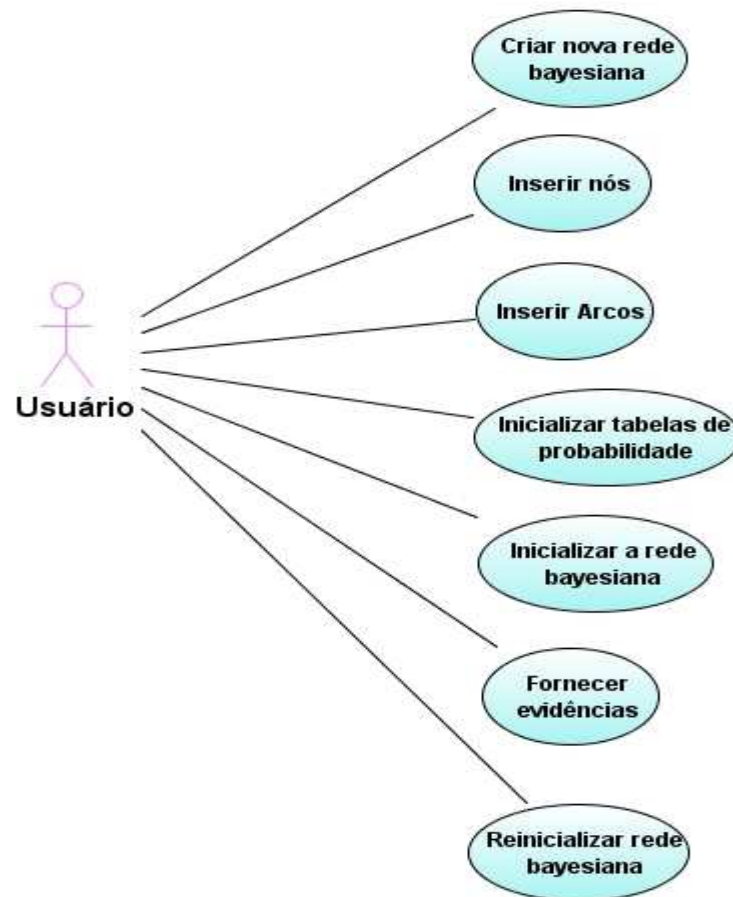 Criar nova rede
bayesiana
Inserir nós
Inserir Arcos
Usuário
Inicializar tabelas de
probabilidade
Inicializar a rede
bayesiana
Fornecer
evidências
Reinicializar rede
bayesiana